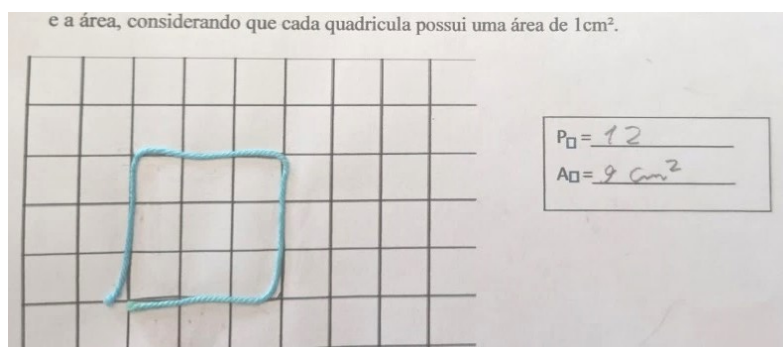 e a área, considerando que cada quadricula possui uma área de 1cm².
P□ = 12
A□ = 9 cm²